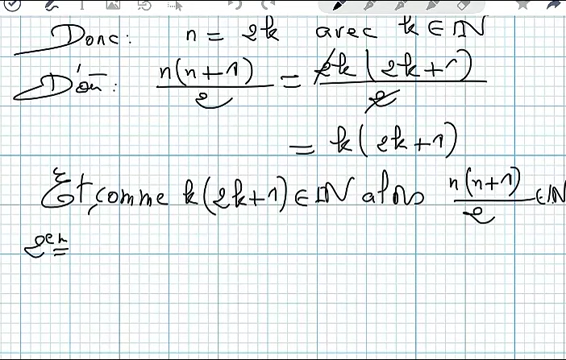 Donc: n = 2k avec k ∈ ℕ
D'où: n(n+1)/2 = 2k(2k+1)/2
= k(2k+1)
Et, comme k(2k+1) ∈ ℕ alors n(n+1)/2 ∈ ℕ
2em